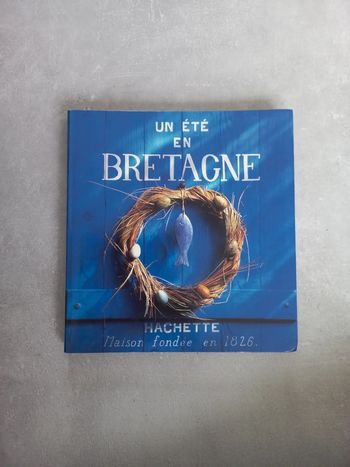 UN ÉTÉ
EN
BRETAGNE
HACHETTE
Maison fondée en 1826.